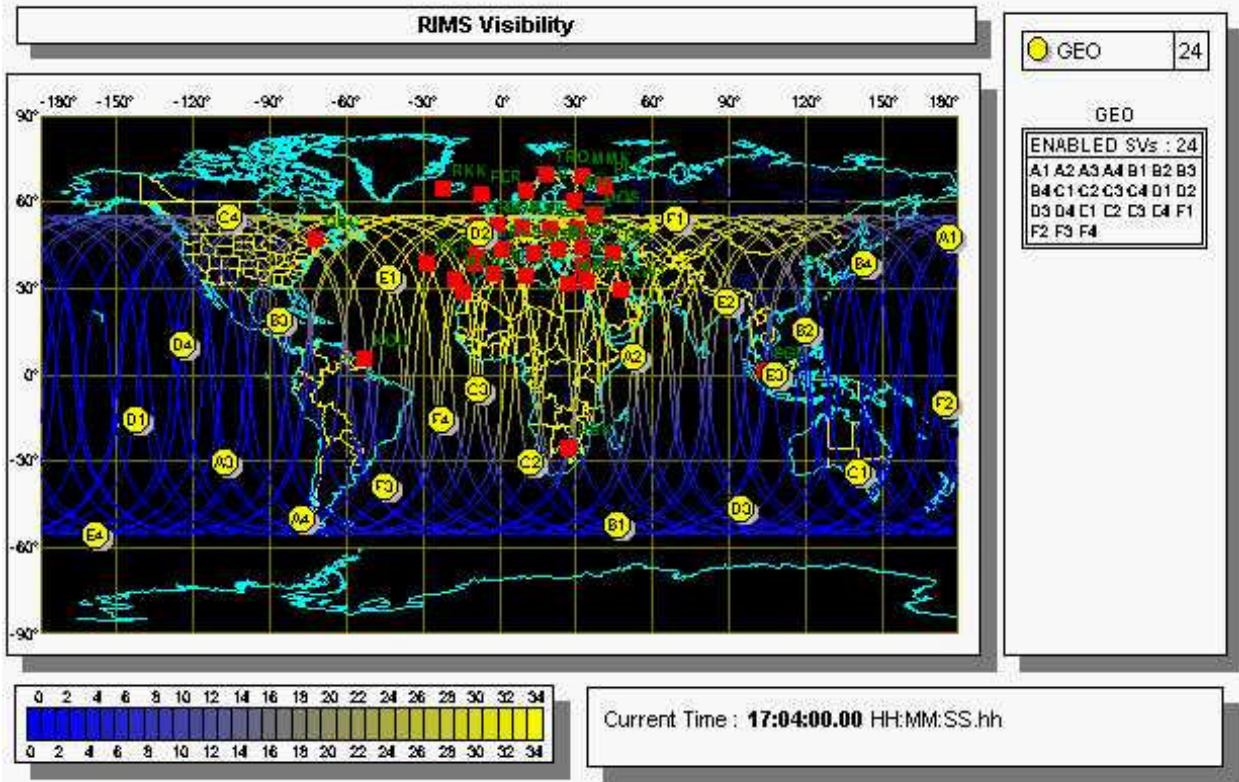 RIMS Visibility
GEO 24
-180° -150° -120° -90° -60° -30° 0° 30° 60° 90° 120° 150° 180°
90°
60°
30°
0°
-30°
-60°
-90°
TRO MMK
RKK
C4
F1
D2
A1
E1
B4
E2
B3
B2
D4
A2
E3
C3
F2
D1
F4
A3
C2
C1
F3
D3
A4
B1
E4
GEO
ENABLED SVs : 24
A1 A2 A3 A4 B1 B2 B3
B4 C1 C2 C3 C4 D1 D2
D3 D4 E1 E2 E3 E4 F1
F2 F3 F4
0 2 4 6 8 10 12 14 16 18 20 22 24 26 28 30 32 34
0 2 4 6 8 10 12 14 16 18 20 22 24 26 28 30 32 34
Current Time : 17:04:00.00 HH:MM:SS.hh